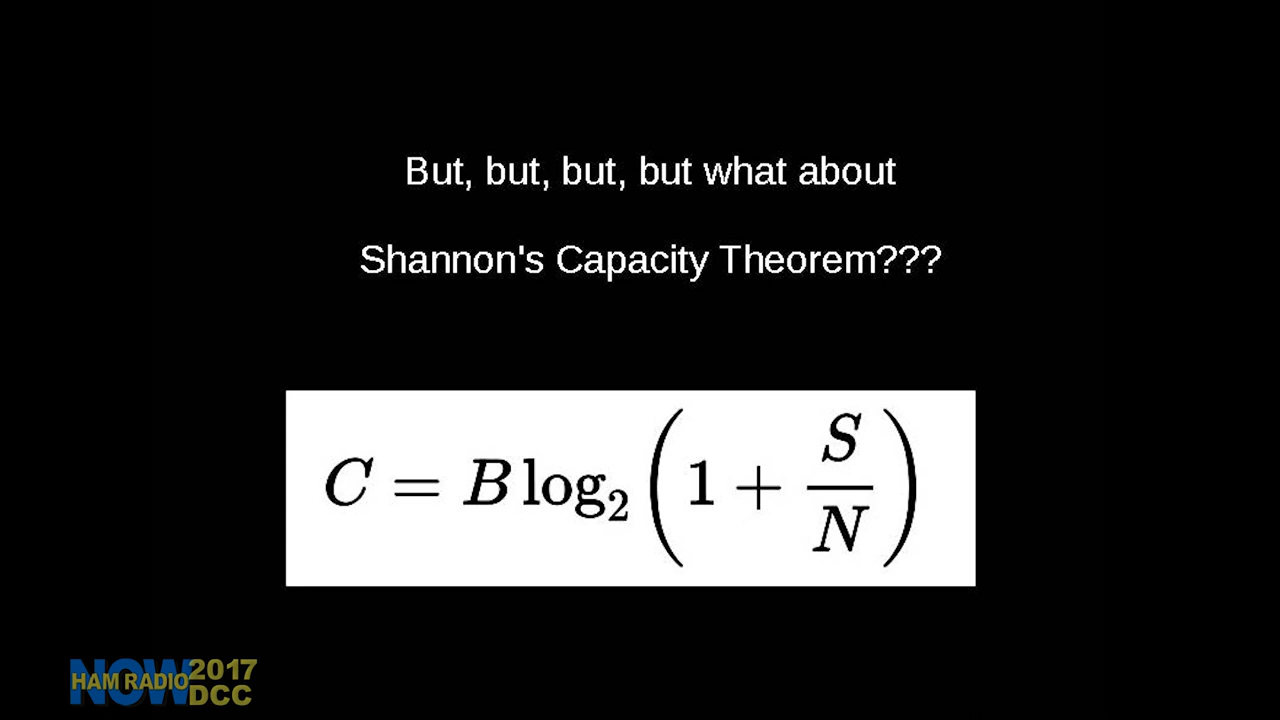 But, but, but, but what about
Shannon's Capacity Theorem???
C = B log₂ (1 + S/N)
NOW 2017
HAM RADIO DCC